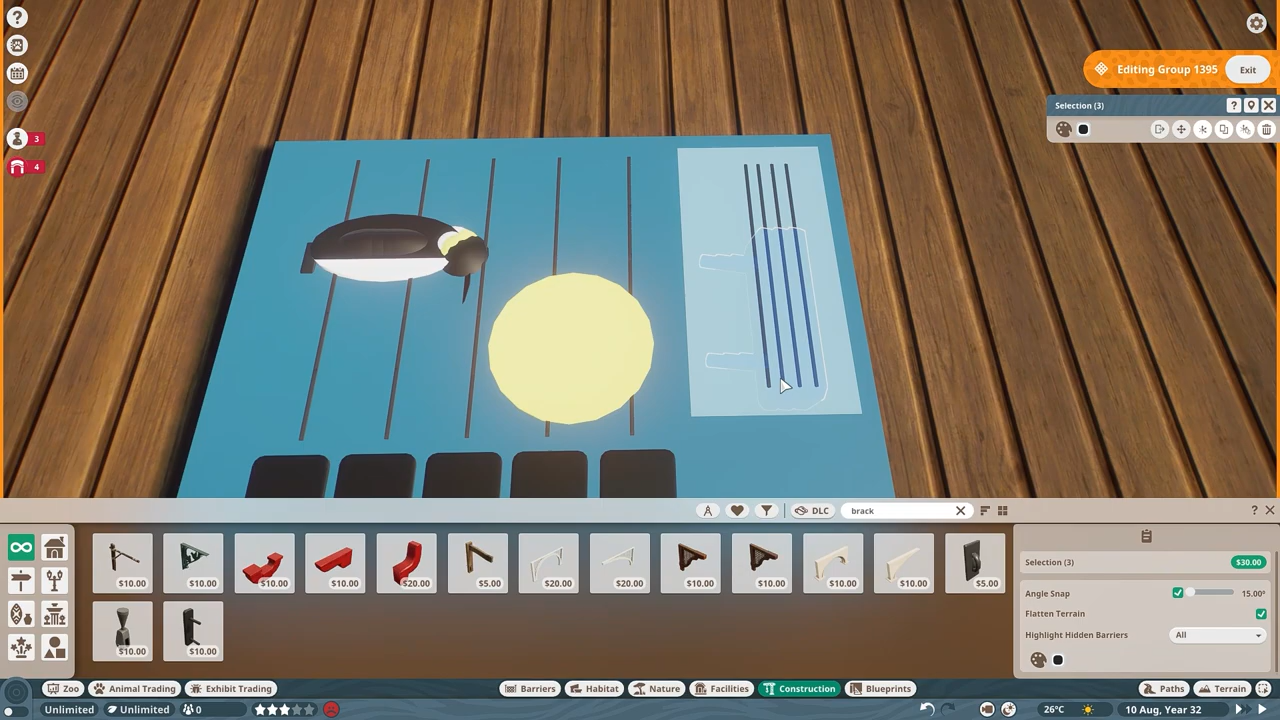 Editing Group 1395
Exit
Selection (3)
3
4
DLC
brack
$10.00
$10.00
$10.00
$10.00
$20.00
$5.00
$20.00
$20.00
$10.00
$10.00
$10.00
$10.00
$5.00
$10.00
$10.00
Selection (3)
$30.00
Angle Snap
15.00°
Flatten Terrain
Highlight Hidden Barriers
All
Zoo
Animal Trading
Exhibit Trading
Barriers
Habitat
Nature
Facilities
Construction
Blueprints
Paths
Terrain
Unlimited
Unlimited
0
26°C
10 Aug, Year 32